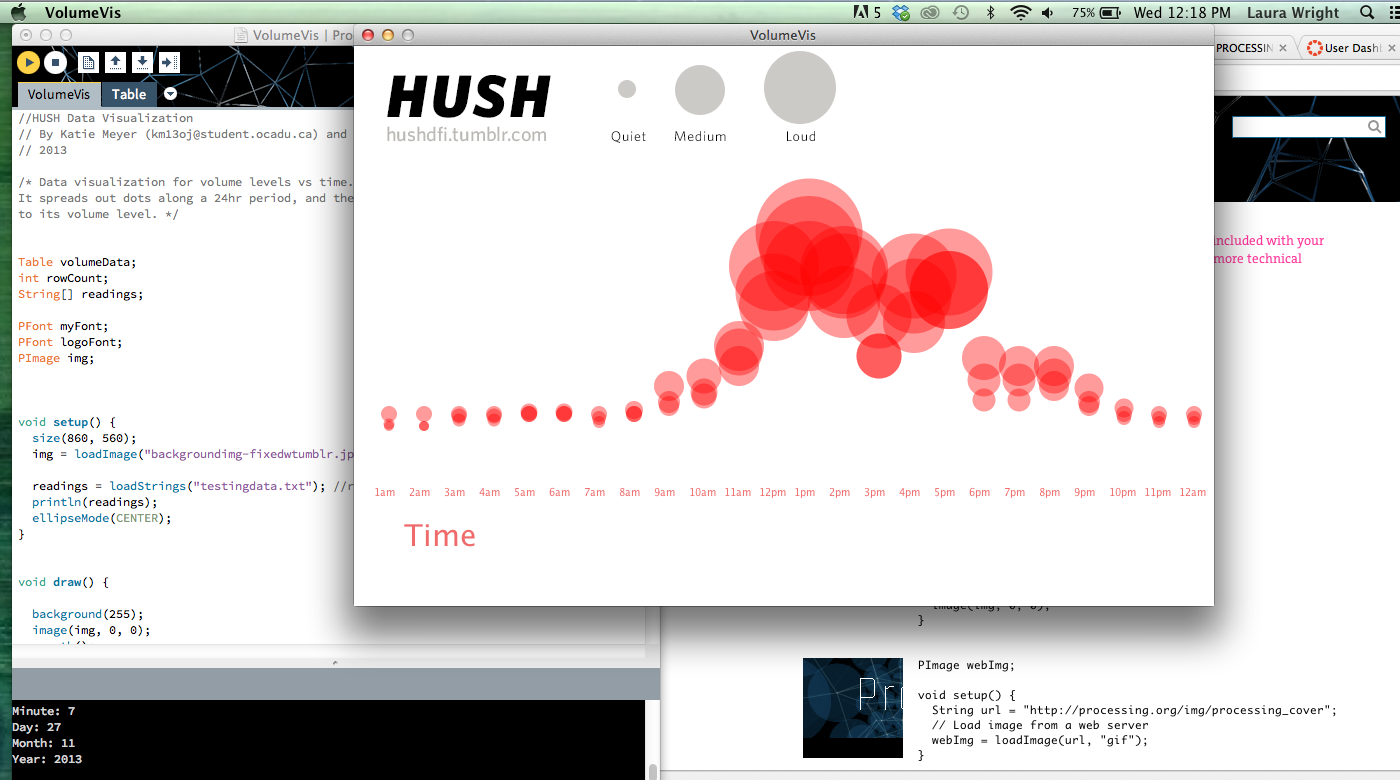 VolumeVis
5
75%
Wed 12:18 PM
Laura Wright
VolumeVis | Pro
VolumeVis
PROCESSING
User Dash
VolumeVis
Table
//HUSH Data Visualization
// By Katie Meyer (km13oj@student.ocadu.ca) and
// 2013
/* Data visualization for volume levels vs time.
It spreads out dots along a 24hr period, and the
to its volume level. */
Table volumeData;
int rowCount;
String[] readings;
PFont myFont;
PFont logoFont;
PImage img;
void setup() {
size(860, 560);
img = loadImage("backgroundimg-fixedwtumblr.jp
readings = loadStrings("testingdata.txt"); //r
println(readings);
ellipseMode(CENTER);
}
void draw() {
background(255);
image(img, 0, 0);
Minute: 7
Day: 27
Month: 11
Year: 2013
HUSH
hushdfi.tumblr.com
Quiet Medium Loud
1am 2am 3am 4am 5am 6am 7am 8am 9am 10am 11am 12pm 1pm 2pm 3pm 4pm 5pm 6pm 7pm 8pm 9pm 10pm 11pm 12am
Time
included with your
more technical
image(img, 0, 0);
}
Pro
PImage webImg;
void setup() {
String url = "http://processing.org/img/processing_cover";
// Load image from a web server
webImg = loadImage(url, "gif");
}